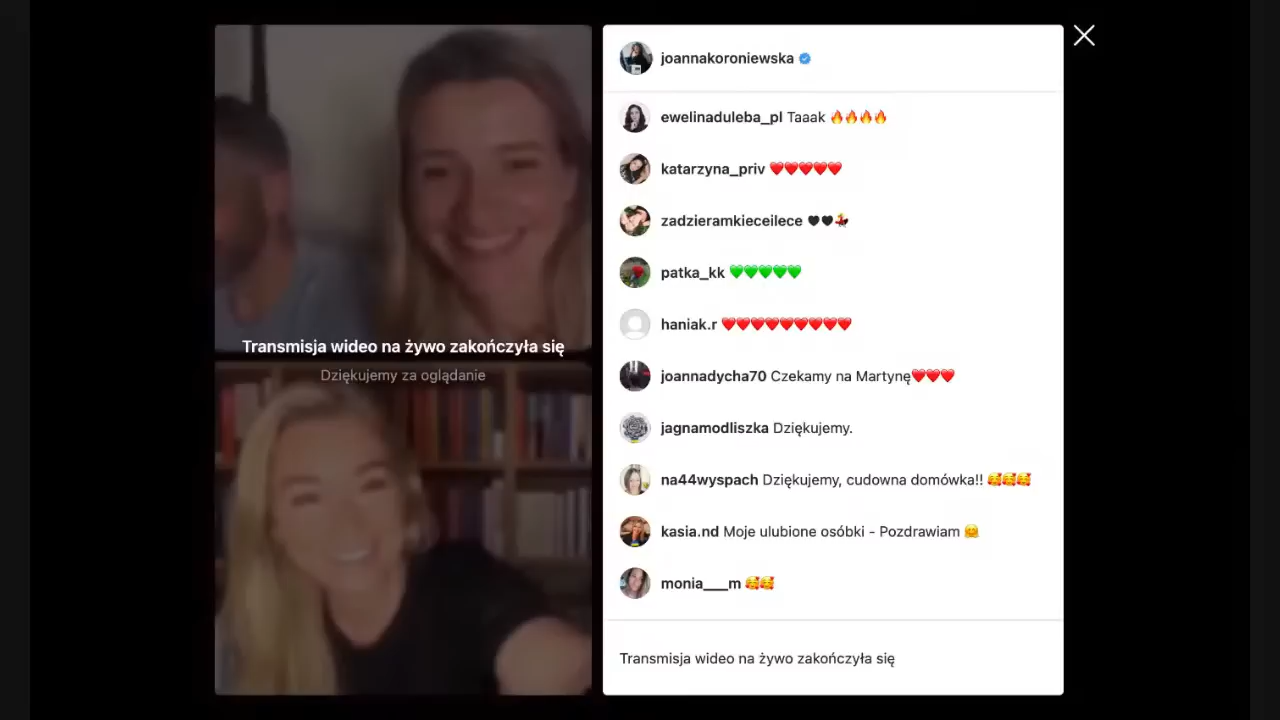 Transmisja wideo na żywo zakończyła się
Dziękujemy za oglądanie
joannakoroniewska
ewelinaduleba_pl Taaak 🔥🔥🔥🔥
katarzyna_priv ❤️❤️❤️❤️❤️
zadzieramkieceilece 🖤🖤💃
patka_kk 💚💚💚💚💚
haniak.r ❤️❤️❤️❤️❤️❤️❤️❤️❤️
joannadycha70 Czekamy na Martynę❤️❤️❤️
jagnamodliszka Dziękujemy.
na44wyspach Dziękujemy, cudowna domówka!! 🥰🥰🥰
kasia.nd Moje ulubione osóbki - Pozdrawiam 🤗
monia___m 🥰🥰
Transmisja wideo na żywo zakończyła się